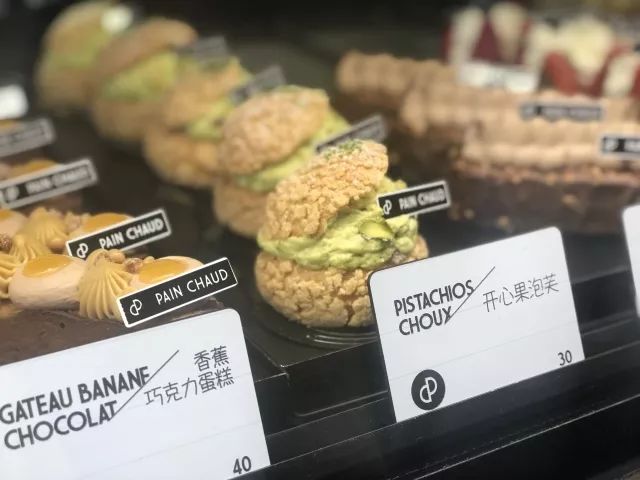 PAIN CHAUD
PAIN CHAUD
PAIN CHAUD
PAIN CHAUD
GATEAU BANANE
CHOCOLAT
香蕉
巧克力蛋糕
40
PISTACHIOS
CHOUX
开心果泡芙
30